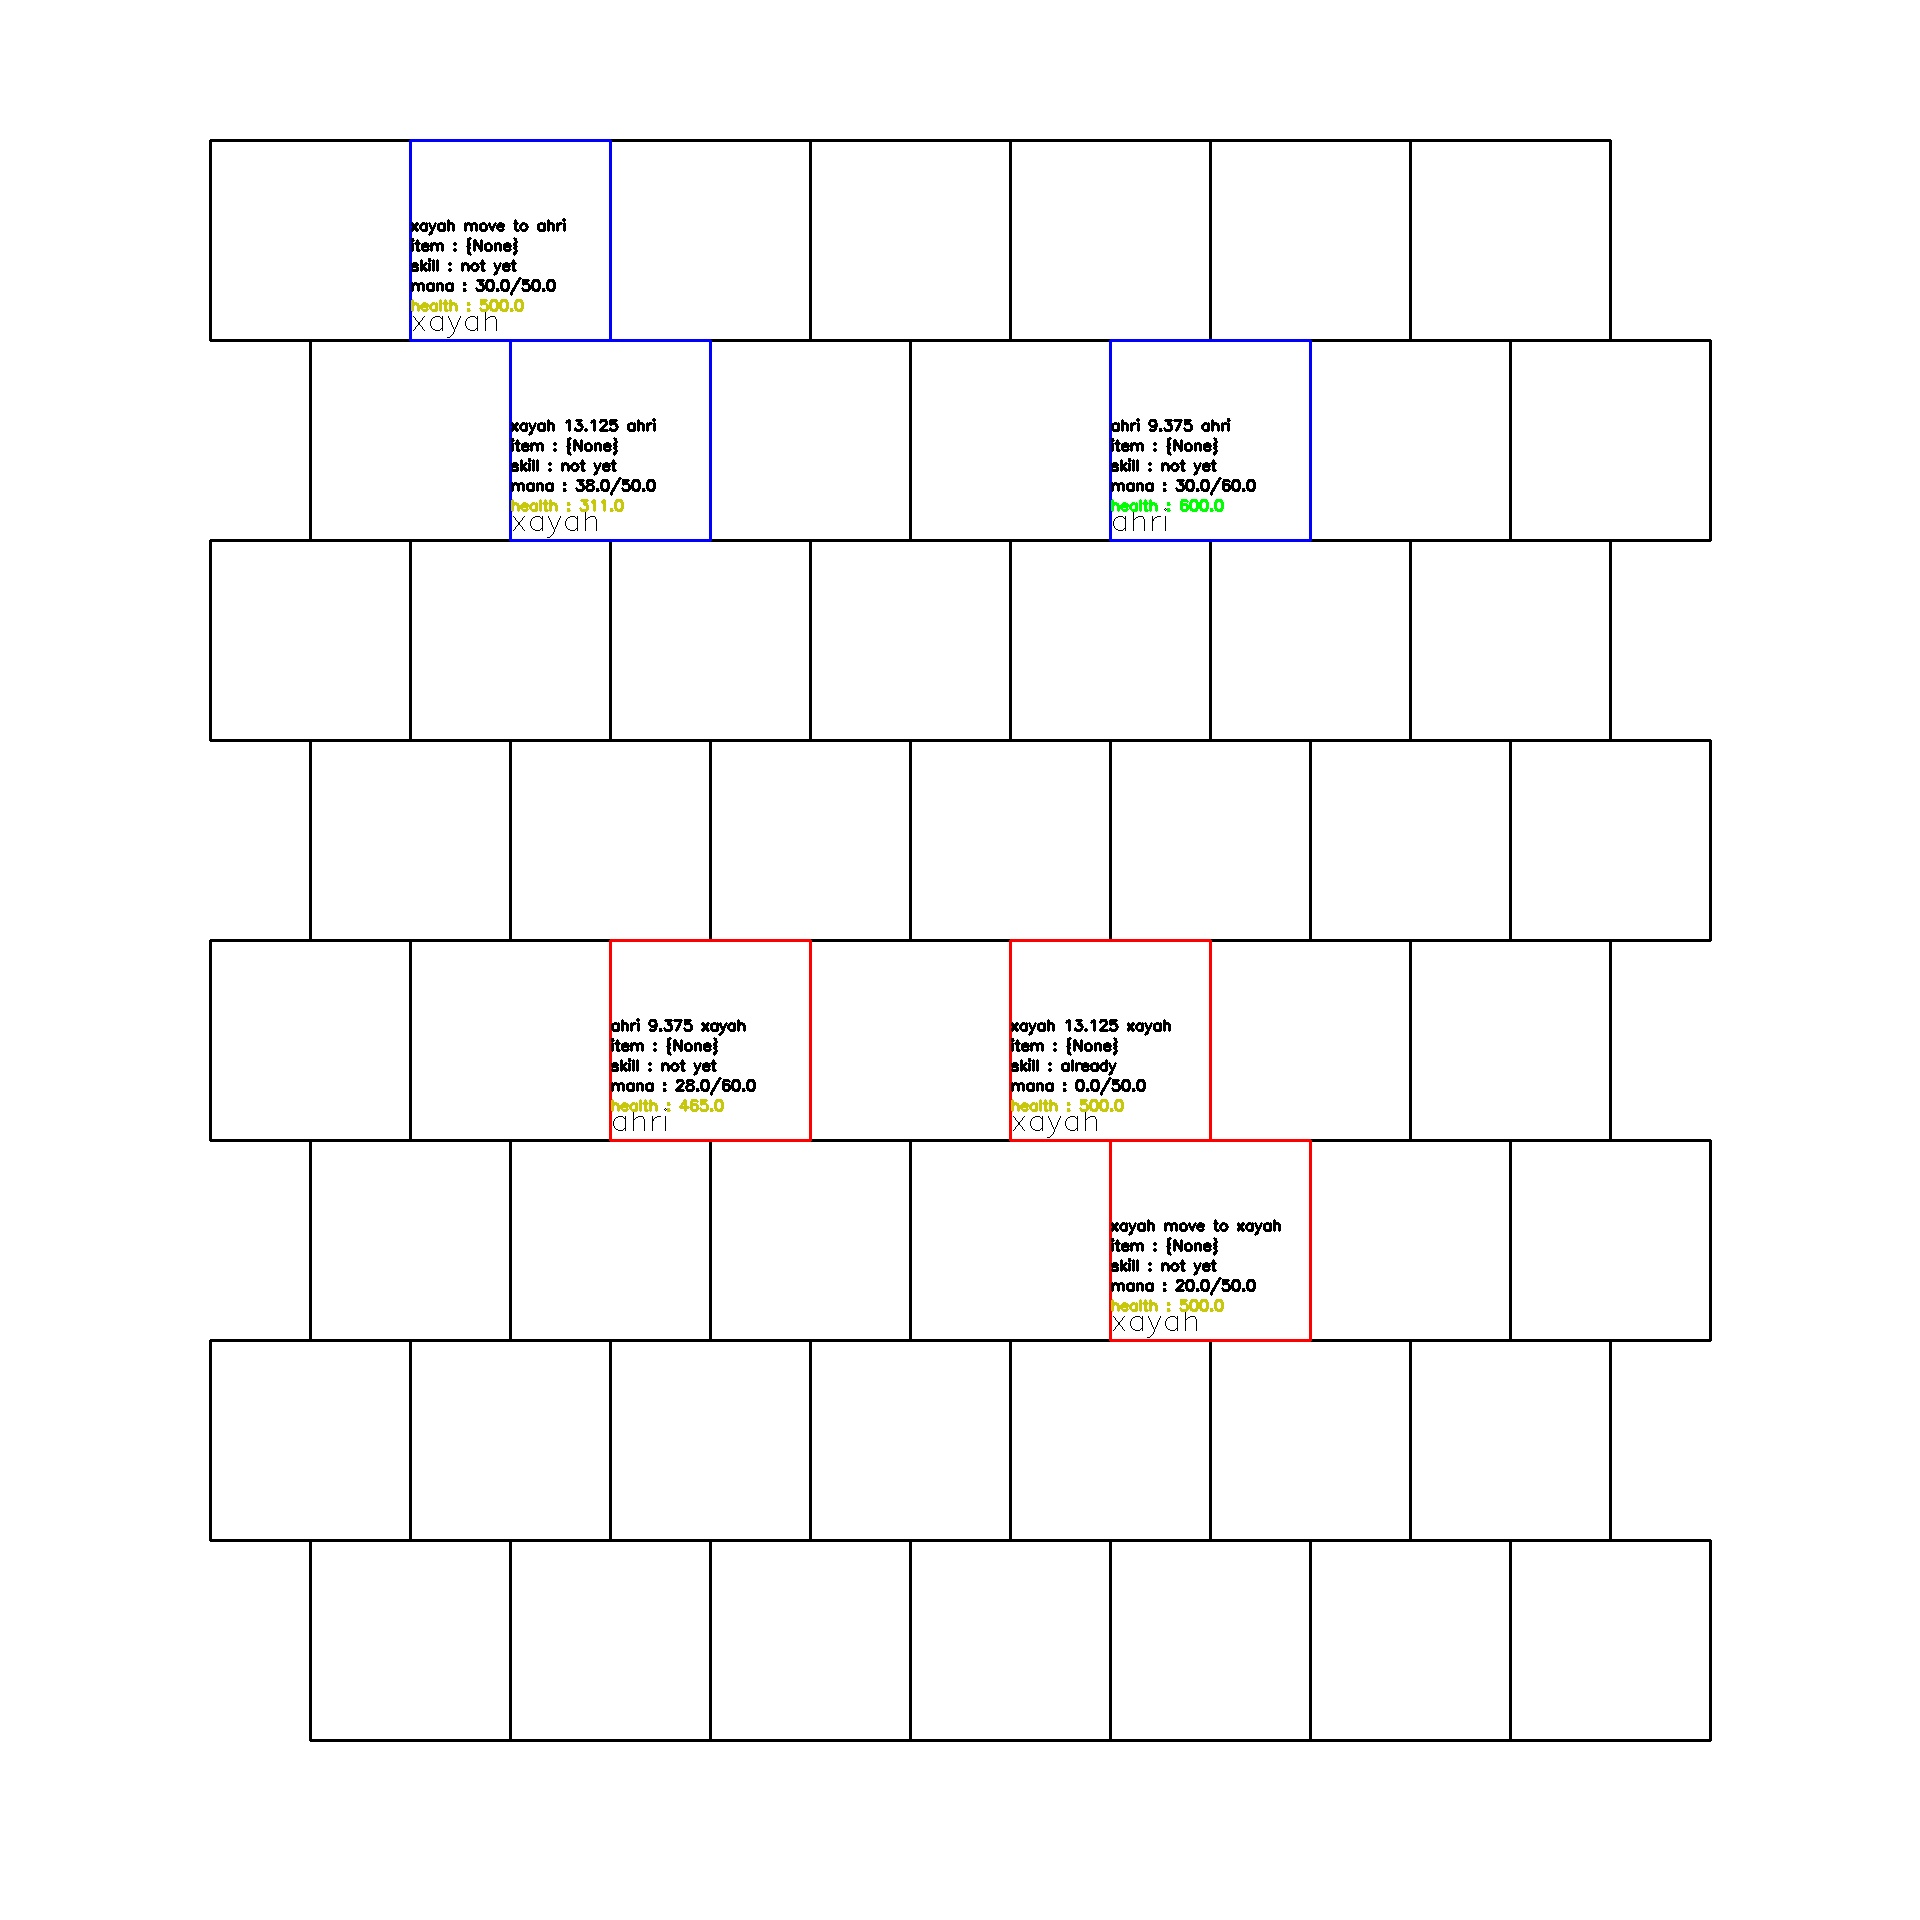 xayah move to ahri
item : {None}
skill : not yet
mana : 30.0/50.0
health : 500.0
xayah
xayah 13.125 ahri
item : {None}
skill : not yet
mana : 38.0/50.0
health : 311.0
xayah
ahri 9.375 ahri
item : {None}
skill : not yet
mana : 30.0/60.0
health : 600.0
ahri
ahri 9.375 xayah
item : {None}
skill : not yet
mana : 28.0/60.0
health : 465.0
ahri
xayah 13.125 xayah
item : {None}
skill : already
mana : 0.0/50.0
health : 500.0
xayah
xayah move to xayah
item : {None}
skill : not yet
mana : 20.0/50.0
health : 500.0
xayah